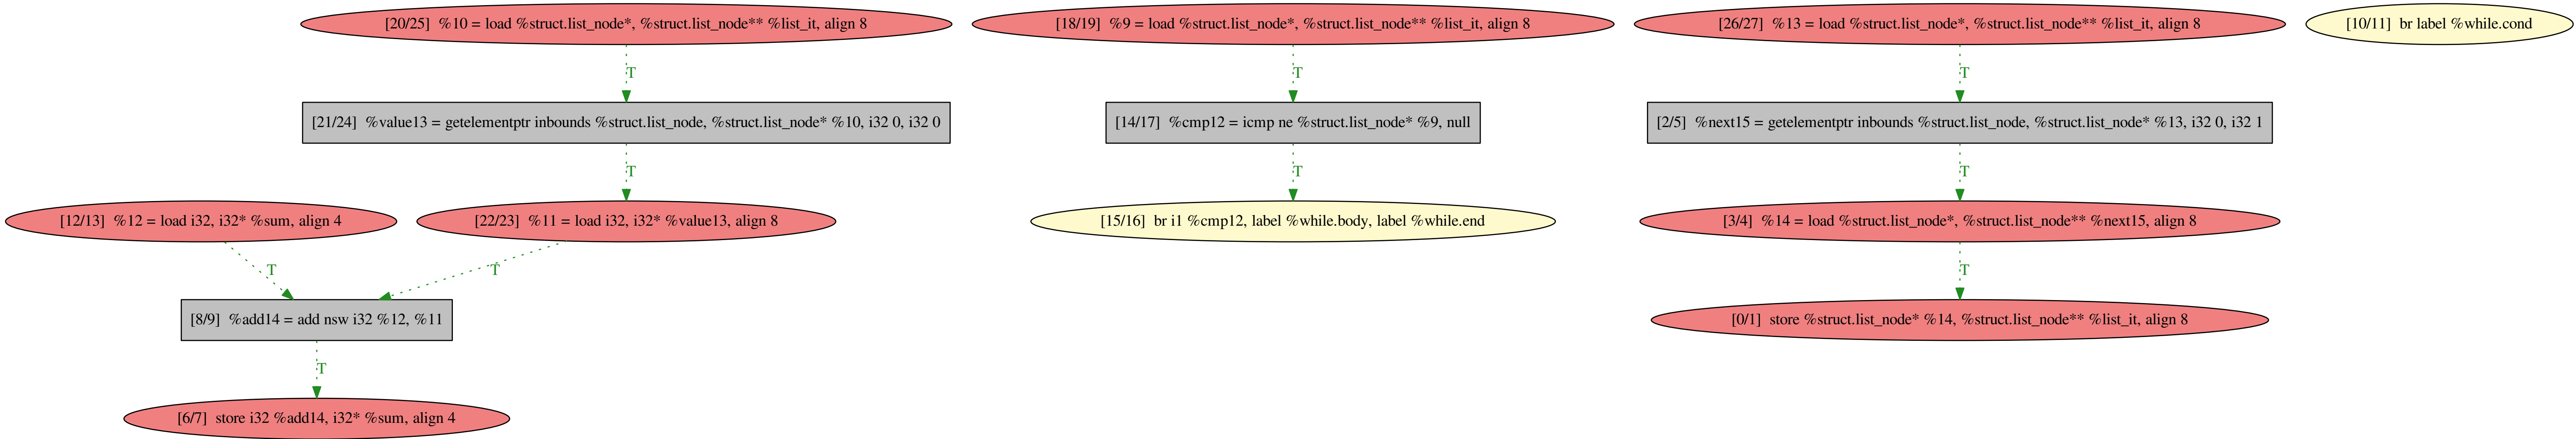 [20/25] %10 = load %struct.list_node*, %struct.list_node** %list_it, align 8
[18/19] %9 = load %struct.list_node*, %struct.list_node** %list_it, align 8
[26/27] %13 = load %struct.list_node*, %struct.list_node** %list_it, align 8
[10/11] br label %while.cond
T
T
T
[21/24] %value13 = getelementptr inbounds %struct.list_node, %struct.list_node* %10, i32 0, i32 0
[14/17] %cmp12 = icmp ne %struct.list_node* %9, null
[2/5] %next15 = getelementptr inbounds %struct.list_node, %struct.list_node* %13, i32 0, i32 1
T
T
T
[12/13] %12 = load i32, i32* %sum, align 4
[22/23] %11 = load i32, i32* %value13, align 8
[15/16] br i1 %cmp12, label %while.body, label %while.end
[3/4] %14 = load %struct.list_node*, %struct.list_node** %next15, align 8
T
T
T
[8/9] %add14 = add nsw i32 %12, %11
[0/1] store %struct.list_node* %14, %struct.list_node** %list_it, align 8
T
[6/7] store i32 %add14, i32* %sum, align 4